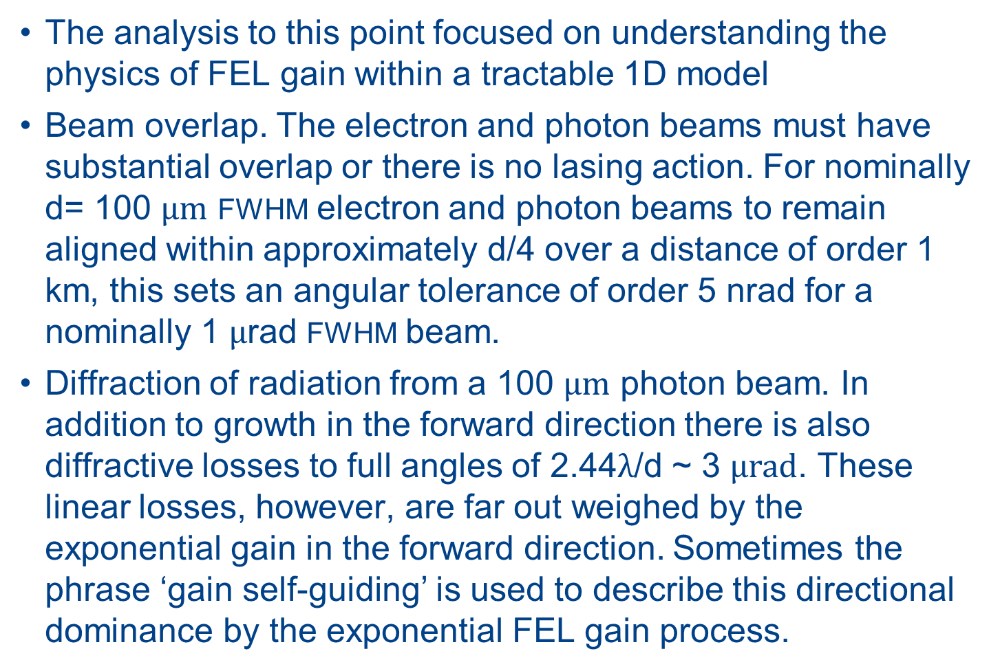 • The analysis to this point focused on understanding the
physics of FEL gain within a tractable 1D model
• Beam overlap. The electron and photon beams must have
substantial overlap or there is no lasing action. For nominally
d= 100 μm FWHM electron and photon beams to remain
aligned within approximately d/4 over a distance of order 1
km, this sets an angular tolerance of order 5 nrad for a
nominally 1 μrad FWHM beam.
• Diffraction of radiation from a 100 μm photon beam. In
addition to growth in the forward direction there is also
diffractive losses to full angles of 2.44λ/d ~ 3 μrad. These
linear losses, however, are far out weighed by the
exponential gain in the forward direction. Sometimes the
phrase ‘gain self-guiding’ is used to describe this directional
dominance by the exponential FEL gain process.